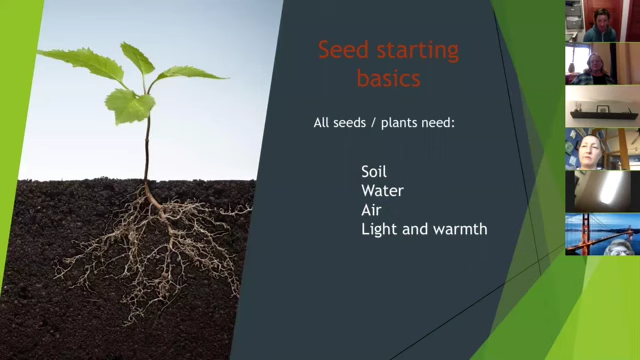 Seed starting
basics
All seeds / plants need:
Soil
Water
Air
Light and warmth